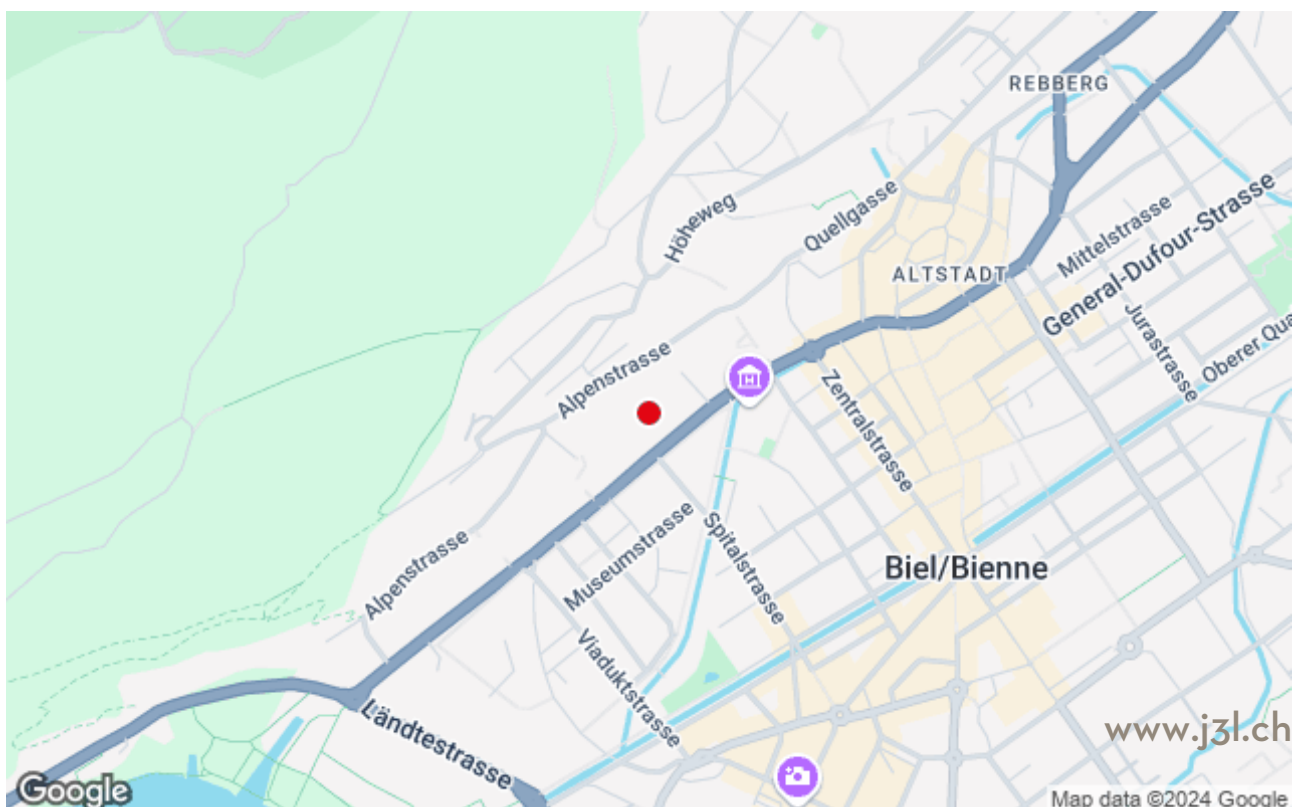 REBBERG
Höheweg
Quellgasse
Mittelstrasse
General-Dufour-Strasse
ALTSTADT
Jurastrasse
Oberer Qua
Alpenstrasse
Zentralstrasse
Museumstrasse
Spitalstrasse
Alpenstrasse
Biel/Bienne
Viaduktstrasse
Ländtestrasse
www.j3l.ch
Google
Map data ©2024 Google